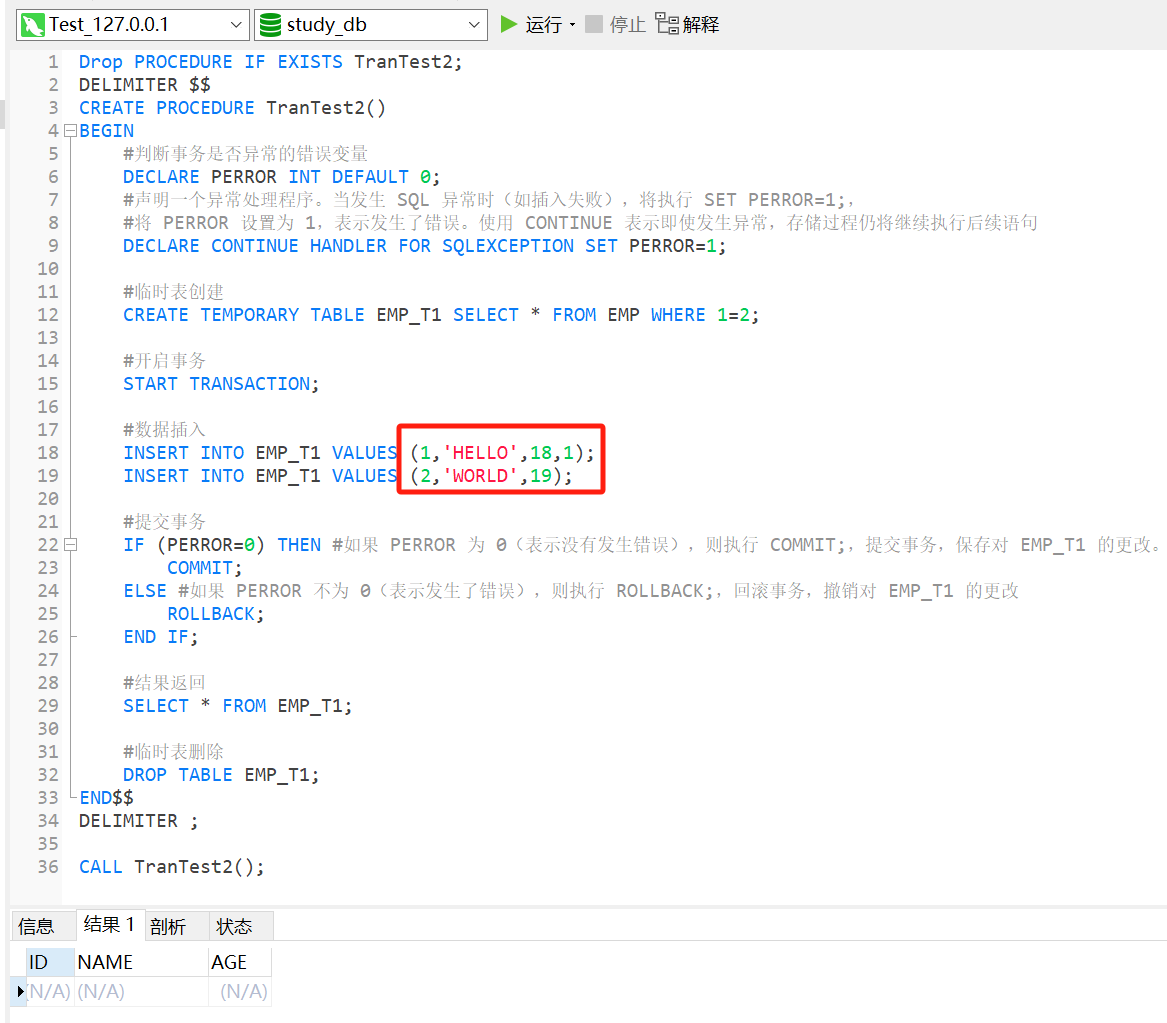 Test_127.0.0.1 study_db 运行 停止 解释
1 Drop PROCEDURE IF EXISTS TranTest2;
2 DELIMITER $$
3 CREATE PROCEDURE TranTest2()
4 BEGIN
5 #判断事务是否异常的错误变量
6 DECLARE PERROR INT DEFAULT 0;
7 #声明一个异常处理程序。当发生 SQL 异常时（如插入失败），将执行 SET PERROR=1;，
8 #将 PERROR 设置为 1，表示发生了错误。使用 CONTINUE 表示即使发生异常，存储过程仍将继续执行后续语句
9 DECLARE CONTINUE HANDLER FOR SQLEXCEPTION SET PERROR=1;
10
11 #临时表创建
12 CREATE TEMPORARY TABLE EMP_T1 SELECT * FROM EMP WHERE 1=2;
13
14 #开启事务
15 START TRANSACTION;
16
17 #数据插入
18 INSERT INTO EMP_T1 VALUES (1,'HELLO',18,1);
19 INSERT INTO EMP_T1 VALUES (2,'WORLD',19);
20
21 #提交事务
22 IF (PERROR=0) THEN #如果 PERROR 为 0（表示没有发生错误），则执行 COMMIT;，提交事务，保存对 EMP_T1 的更改。
23 COMMIT;
24 ELSE #如果 PERROR 不为 0（表示发生了错误），则执行 ROLLBACK;，回滚事务，撤销对 EMP_T1 的更改
25 ROLLBACK;
26 END IF;
27
28 #结果返回
29 SELECT * FROM EMP_T1;
30
31 #临时表删除
32 DROP TABLE EMP_T1;
33 END$$
34 DELIMITER ;
35
36 CALL TranTest2();
信息 结果 1 剖析 状态
ID NAME AGE
(N/A) (N/A) (N/A)